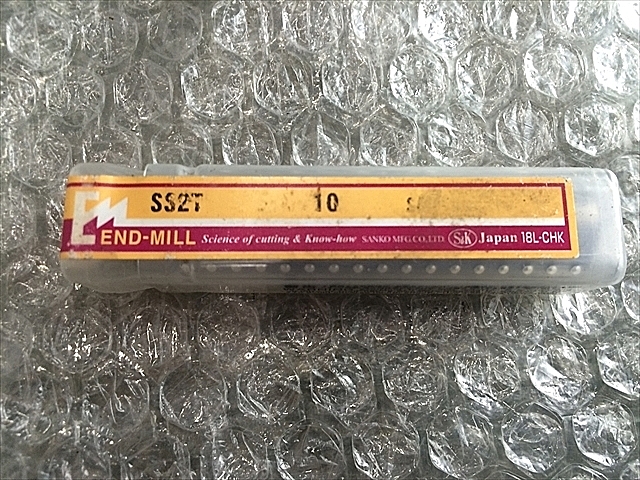 SS2T 10
END-MILL Science of cutting & Know-how SANKO MFG.CO.,LTD. SK Japan 18L-CHK